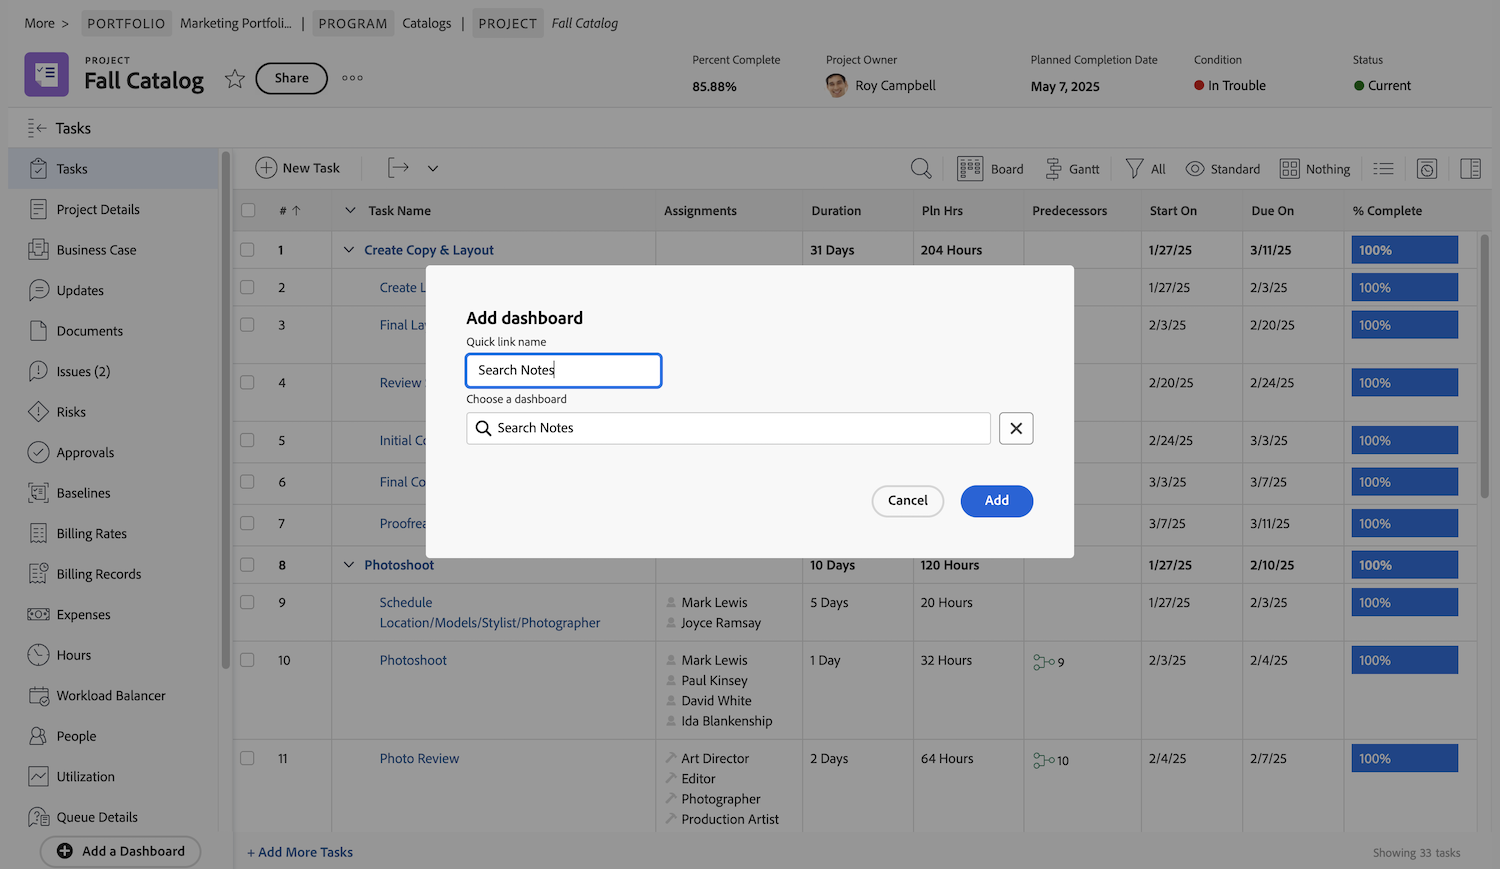 More > PORTFOLIO Marketing Portfoli... | PROGRAM Catalogs | PROJECT Fall Catalog
PROJECT
Fall Catalog Share
Percent Complete Project Owner Planned Completion Date Condition Status
85.88% Roy Campbell May 7, 2025 In Trouble Current
Tasks
Tasks
Project Details
Business Case
Updates
Documents
Issues (2)
Risks
Approvals
Baselines
Billing Rates
Billing Records
Expenses
Hours
Workload Balancer
People
Utilization
Queue Details
Add a Dashboard
New Task Board Gantt All Standard Nothing
# ↑ Task Name Assignments Duration Pln Hrs Predecessors Start On Due On % Complete
1 Create Copy & Layout 31 Days 204 Hours 1/27/25 3/11/25 100%
2 Create 1/27/25 2/3/25 100%
3 Final 2/3/25 2/20/25 100%
4 Review 2/20/25 2/24/25 100%
5 Initial 2/24/25 3/3/25 100%
6 Final 3/3/25 3/7/25 100%
7 3/7/25 3/11/25 100%
Add dashboard
Quick link name
Search Notes
Choose a dashboard
Search Notes
Cancel Add
8 Photoshoot 10 Days 120 Hours 1/27/25 2/10/25 100%
9 Schedule Mark Lewis 5 Days 20 Hours 1/27/25 2/3/25 100%
Location/Models/Stylist/Photographer Joyce Ramsay
10 Photoshoot Mark Lewis 1 Day 32 Hours 9 2/3/25 2/4/25 100%
Paul Kinsey
David White
Ida Blankenship
11 Photo Review Art Director 2 Days 64 Hours 10 2/4/25 2/7/25 100%
Editor
Photographer
Production Artist
+ Add More Tasks Showing 33 tasks